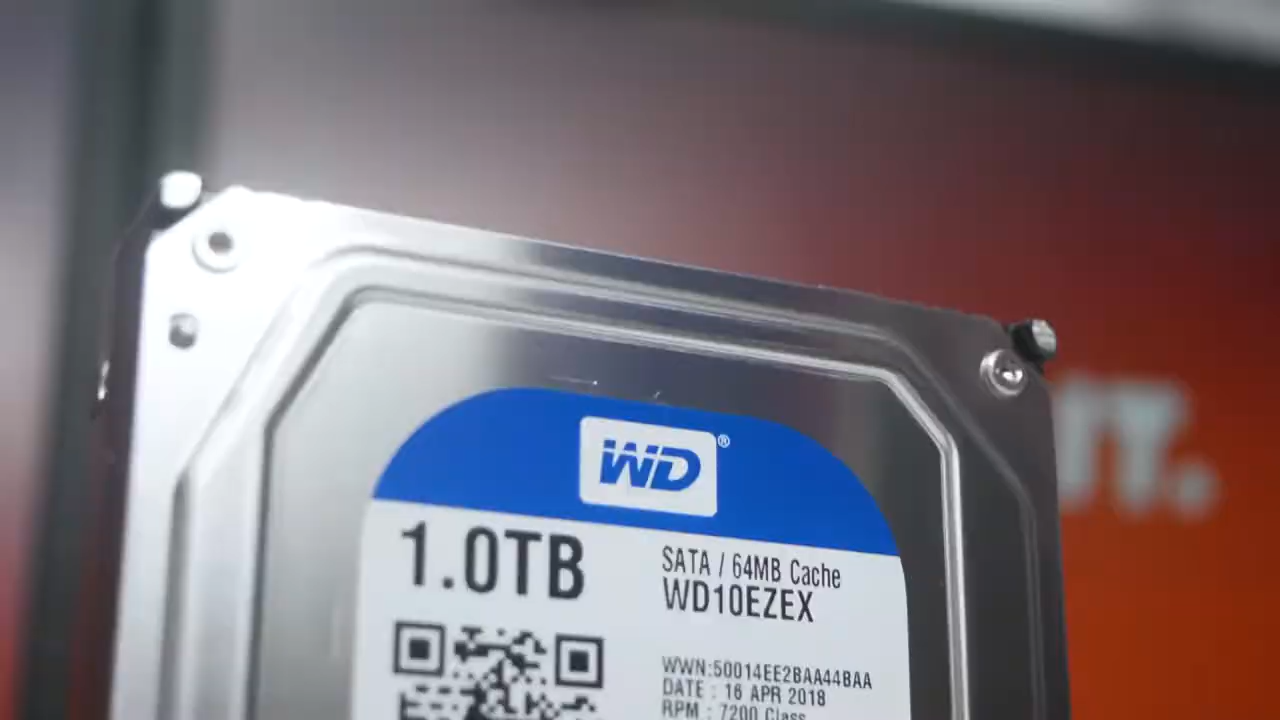 WD®
1.0TB
SATA / 64MB Cache
WD10EZEX
WWN:50014EE2BAA44BAA
DATE : 16 APR 2018
RPM : 7200 Class